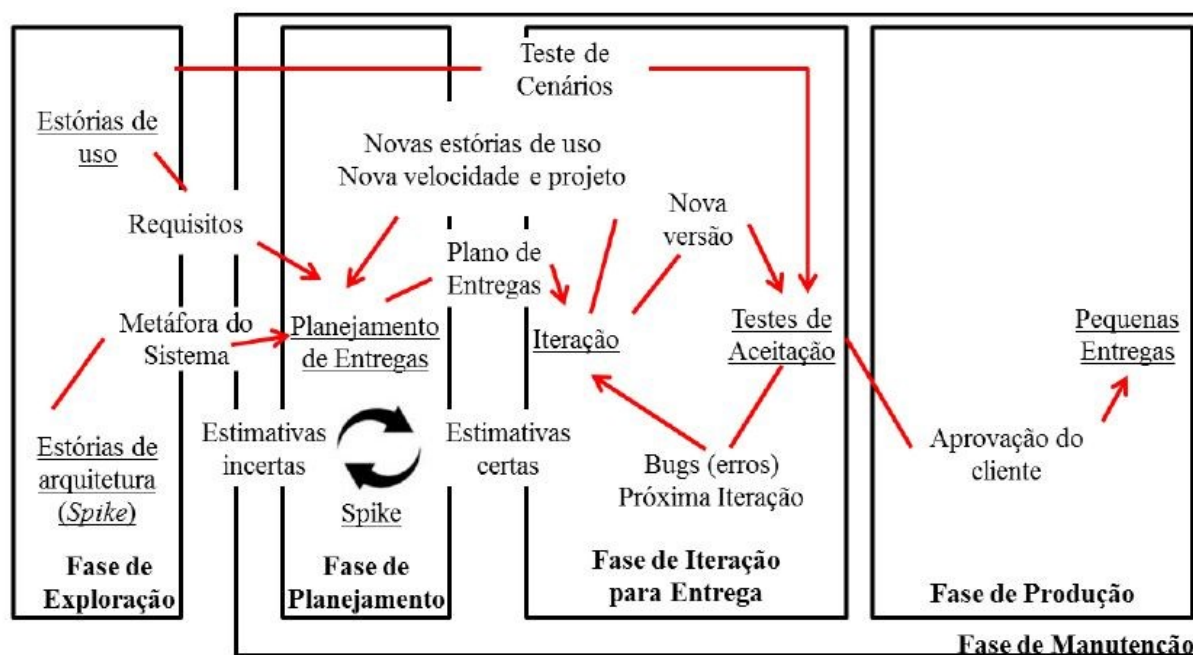 Teste de
Cenários
Estórias de
uso
Novas estórias de uso
Nova velocidade e projeto
Requisitos
Nova
versão
Plano de
Entregas
Metáfora do
Sistema
Planejamento
de Entregas
Iteração
Testes de
Aceitação
Pequenas
Entregas
Estórias de
arquitetura
(Spike)
Estimativas
incertas
Estimativas
certas
Spike
Bugs (erros)
Próxima Iteração
Aprovação do
cliente
Fase de
Exploração
Fase de
Planejamento
Fase de Iteração
para Entrega
Fase de Produção
Fase de Manutenção